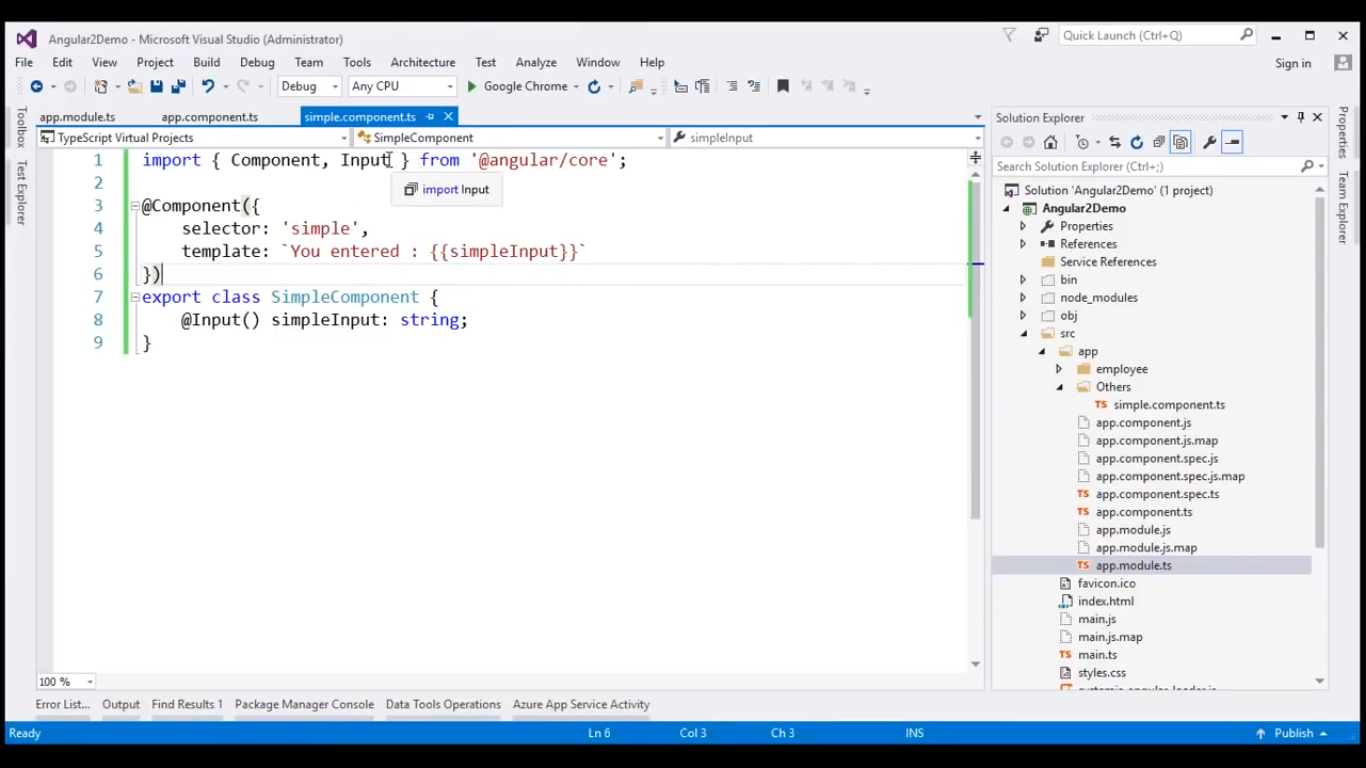 Angular2Demo - Microsoft Visual Studio (Administrator)
Quick Launch (Ctrl+Q)
File Edit View Project Build Debug Team Tools Architecture Test Analyze Window Help
Sign in
Debug Any CPU Google Chrome
Toolbox
Test Explorer
app.module.ts app.component.ts simple.component.ts
TypeScript Virtual Projects SimpleComponent simpleInput
1 import { Component, Input } from '@angular/core';
import Input
2
3 @Component({
4 selector: 'simple',
5 template: `You entered : {{simpleInput}}`
6 })
7 export class SimpleComponent {
8 @Input() simpleInput: string;
9 }
100 %
Solution Explorer
Search Solution Explorer (Ctrl+;)
Solution 'Angular2Demo' (1 project)
Angular2Demo
Properties
References
Service References
bin
node_modules
obj
src
app
employee
Others
TS simple.component.ts
app.component.js
app.component.js.map
app.component.spec.js
app.component.spec.js.map
TS app.component.spec.ts
TS app.component.ts
app.module.js
app.module.js.map
TS app.module.ts
favicon.ico
index.html
main.js
main.js.map
TS main.ts
styles.css
Properties
Team Explorer
Error List... Output Find Results 1 Package Manager Console Data Tools Operations Azure App Service Activity
Ready Ln 6 Col 3 Ch 3 INS Publish